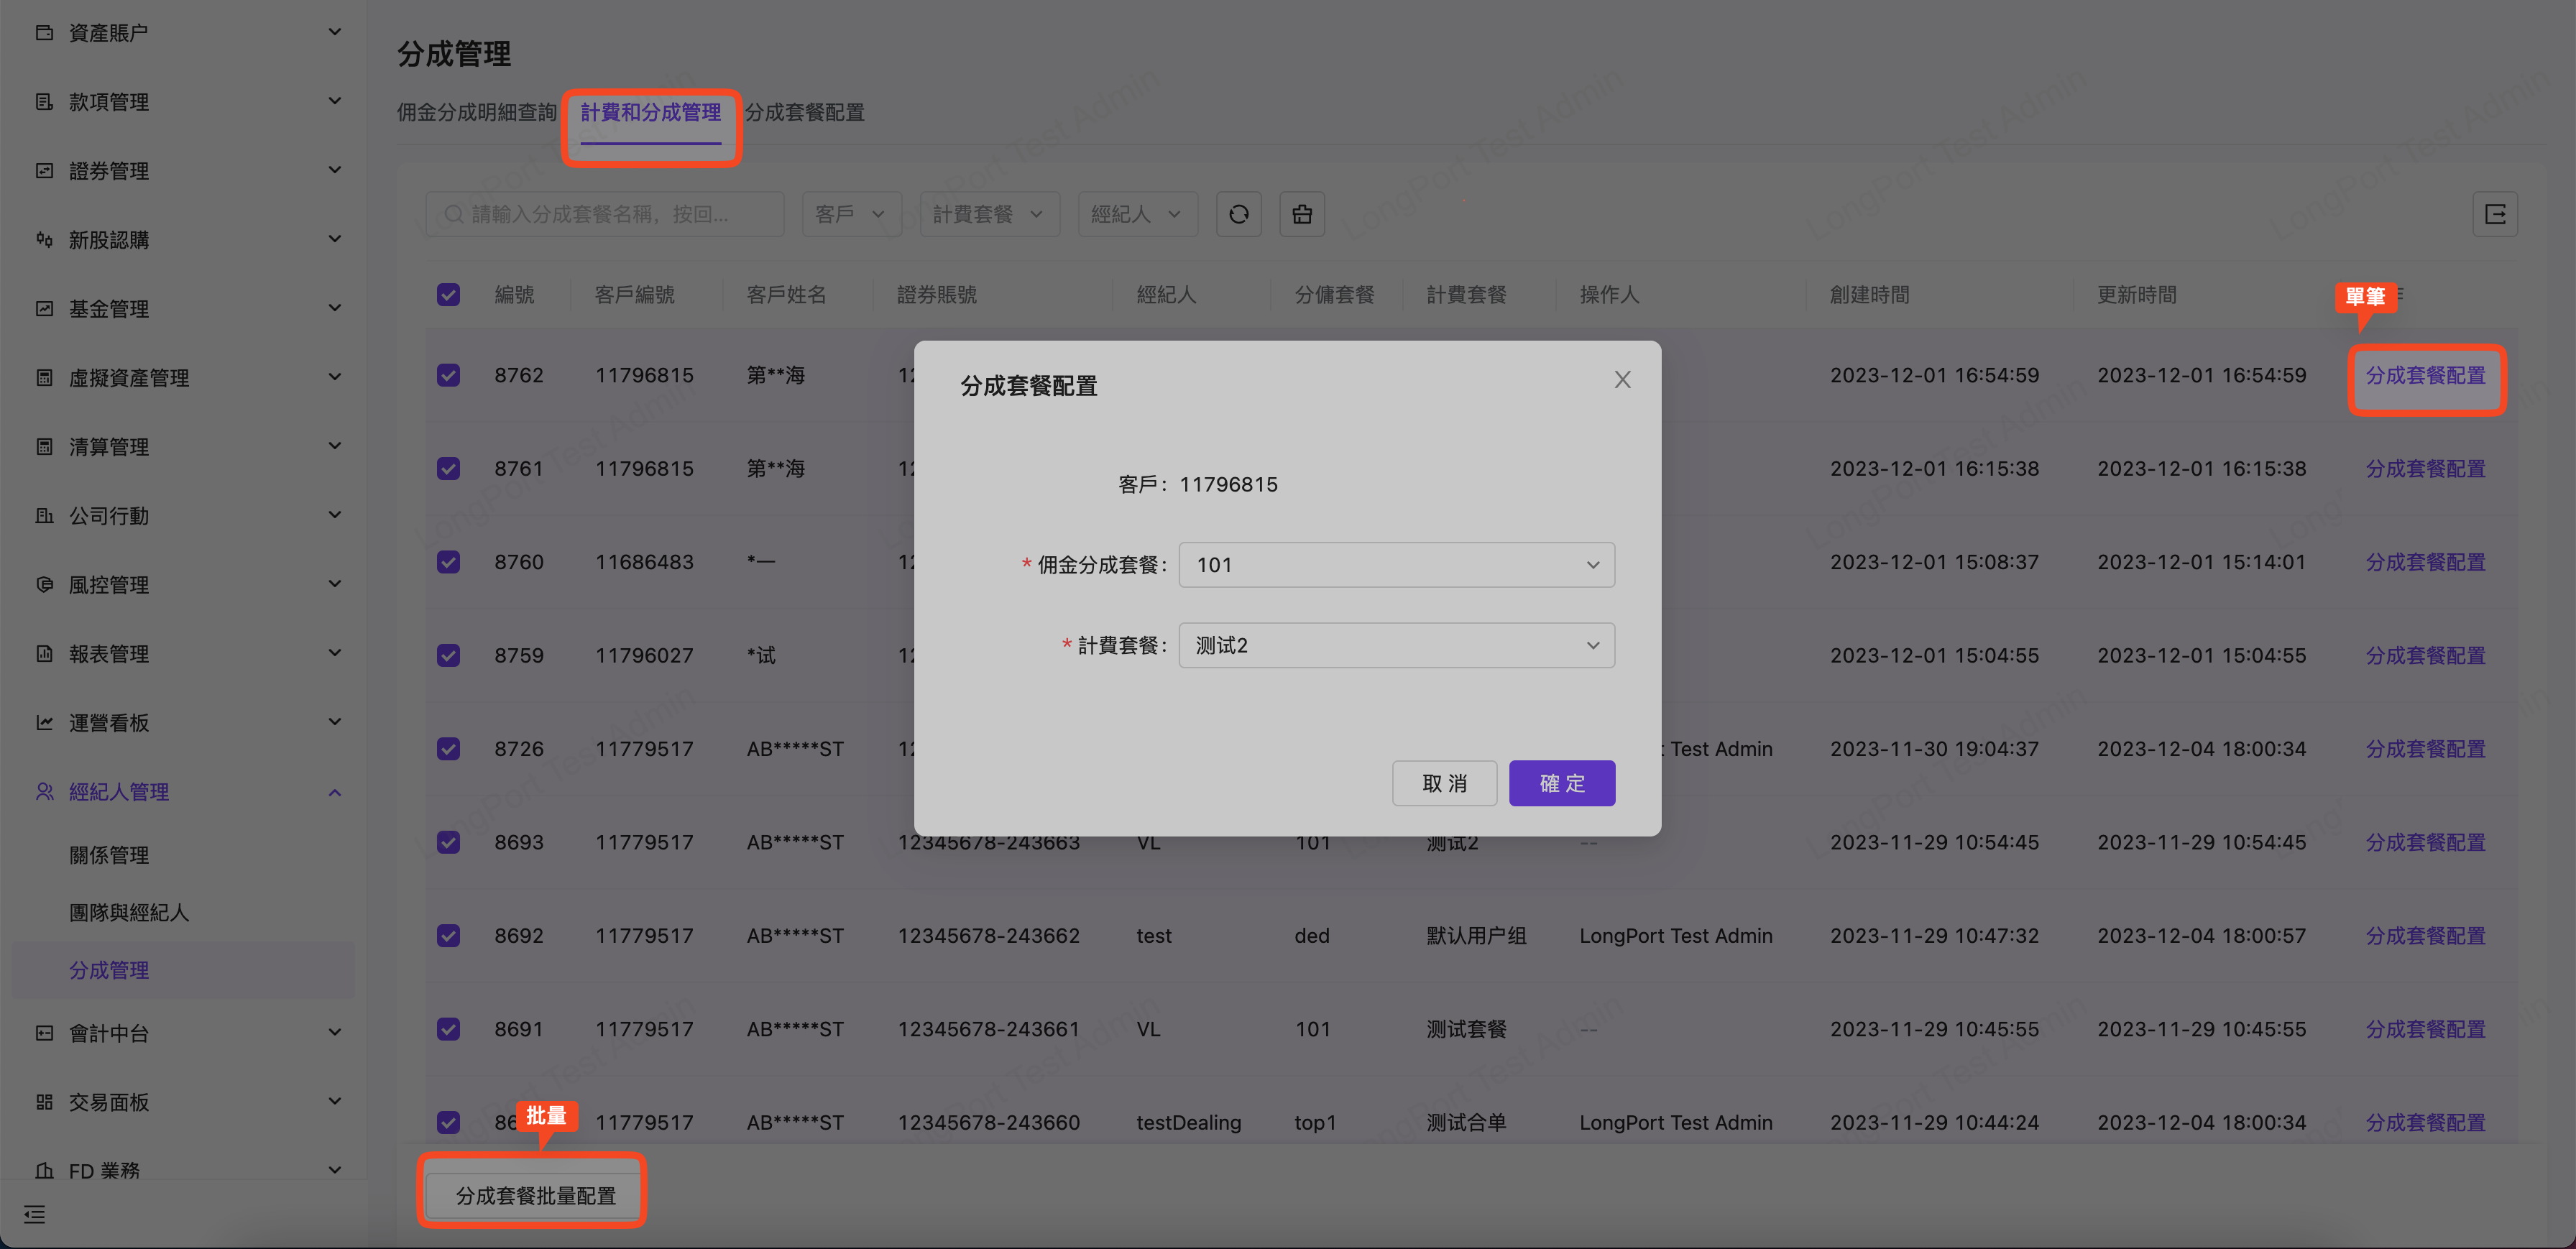 資產賬户
款項管理
證券管理
新股認購
基金管理
虛擬資產管理
清算管理
公司行動
風控管理
報表管理
運營看板
經紀人管理
關係管理
團隊與經紀人
分成管理
會計中台
交易面板
FD 業務
分成管理
佣金分成明細查詢 計費和分成管理 分成套餐配置
請輸入分成套餐名稱，按回... 客戶 計費套餐 經紀人
編號 客戶編號 客戶姓名 證券賬號 經紀人 分傭套餐 計費套餐 操作人 創建時間 更新時間
單筆
8762 11796815 第**海 2023-12-01 16:54:59 2023-12-01 16:54:59 分成套餐配置
8761 11796815 第**海 2023-12-01 16:15:38 2023-12-01 16:15:38 分成套餐配置
8760 11686483 *一 2023-12-01 15:08:37 2023-12-01 15:14:01 分成套餐配置
8759 11796027 *试 2023-12-01 15:04:55 2023-12-01 15:04:55 分成套餐配置
8726 11779517 AB*****ST t Test Admin 2023-11-30 19:04:37 2023-12-04 18:00:34 分成套餐配置
8693 11779517 AB*****ST 12345678-243663 VL 101 测试2 -- 2023-11-29 10:54:45 2023-11-29 10:54:45 分成套餐配置
8692 11779517 AB*****ST 12345678-243662 test ded 默认用户组 LongPort Test Admin 2023-11-29 10:47:32 2023-12-04 18:00:57 分成套餐配置
8691 11779517 AB*****ST 12345678-243661 VL 101 测试套餐 -- 2023-11-29 10:45:55 2023-11-29 10:45:55 分成套餐配置
批量
11779517 AB*****ST 12345678-243660 testDealing top1 测试合单 LongPort Test Admin 2023-11-29 10:44:24 2023-12-04 18:00:34 分成套餐配置
分成套餐批量配置
分成套餐配置
客戶： 11796815
* 佣金分成套餐： 101
* 計費套餐： 测试2
取 消 確 定
LongPort Test Admin